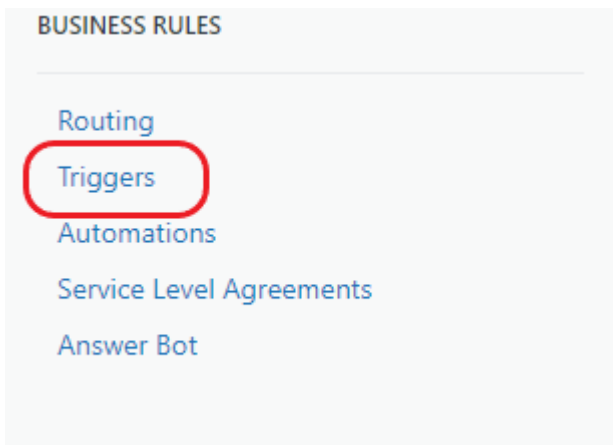 BUSINESS RULES
Routing
Triggers
Automations
Service Level Agreements
Answer Bot